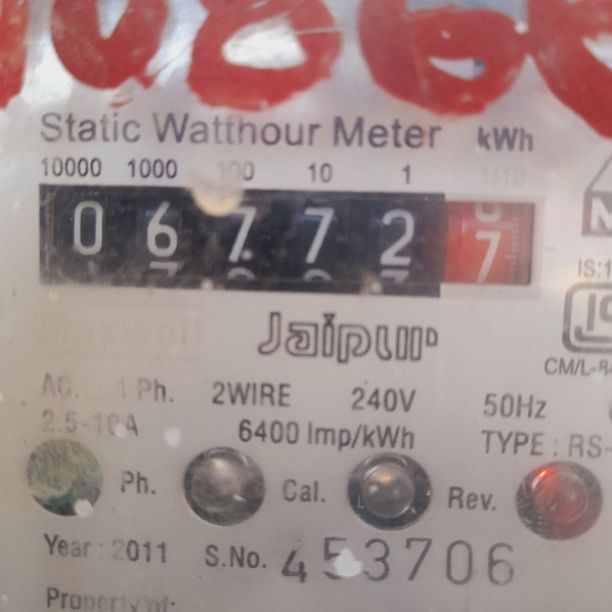 Static Watthour Meter kWh
10000 1000 100 10 1 1/10
0 6 7 7 2 7
Jaipur
AC. 1 Ph. 2WIRE 240V 50Hz
2.5-10A 6400 Imp/kWh TYPE : RS-
Ph. Cal. Rev.
Year : 2011 S.No. 453706
Property of:
IS:1
CM/L-